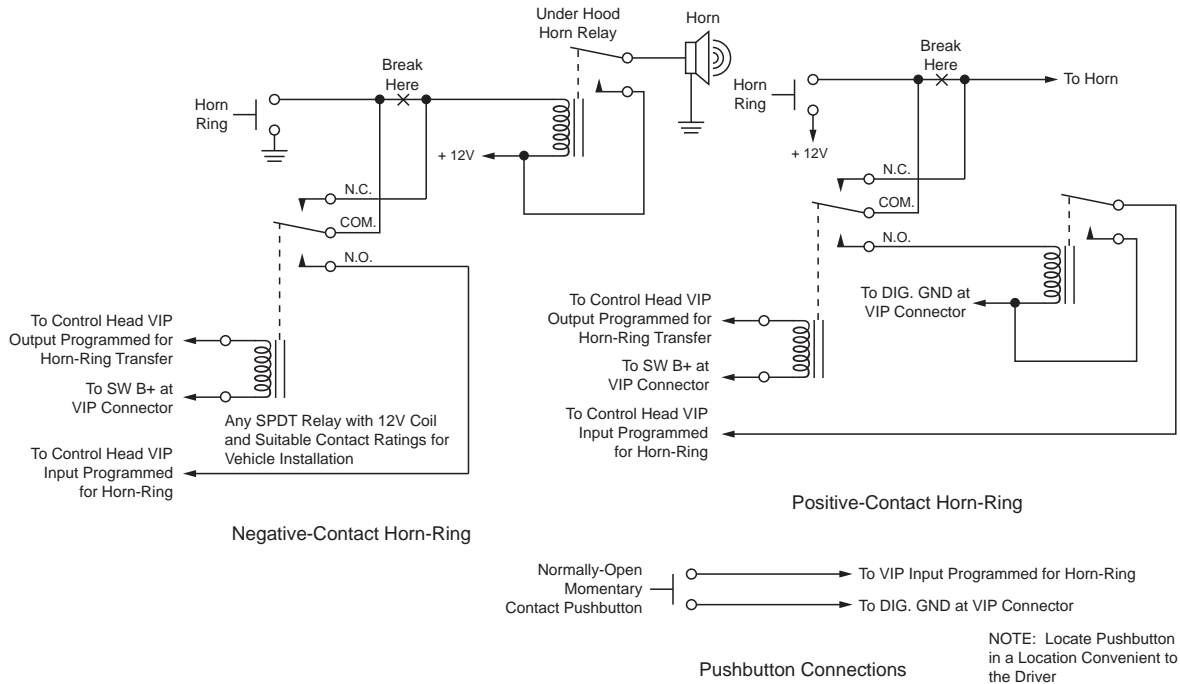 Under Hood
Horn Relay
Horn
Break
Here
Horn
Ring
+ 12V
N.C.
COM.
N.O.
To Control Head VIP
Output Programmed for
Horn-Ring Transfer
To SW B+ at
VIP Connector
Any SPDT Relay with 12V Coil
and Suitable Contact Ratings for
Vehicle Installation
To Control Head VIP
Input Programmed
for Horn-Ring
Negative-Contact Horn-Ring
Break
Here
To Horn
Horn
Ring
+ 12V
N.C.
COM.
N.O.
To DIG. GND at
VIP Connector
To Control Head VIP
Output Programmed for
Horn-Ring Transfer
To SW B+ at
VIP Connector
To Control Head VIP
Input Programmed
for Horn-Ring
Positive-Contact Horn-Ring
Normally-Open
Momentary
Contact Pushbutton
To VIP Input Programmed for Horn-Ring
To DIG. GND at VIP Connector
Pushbutton Connections
NOTE: Locate Pushbutton
in a Location Convenient to
the Driver